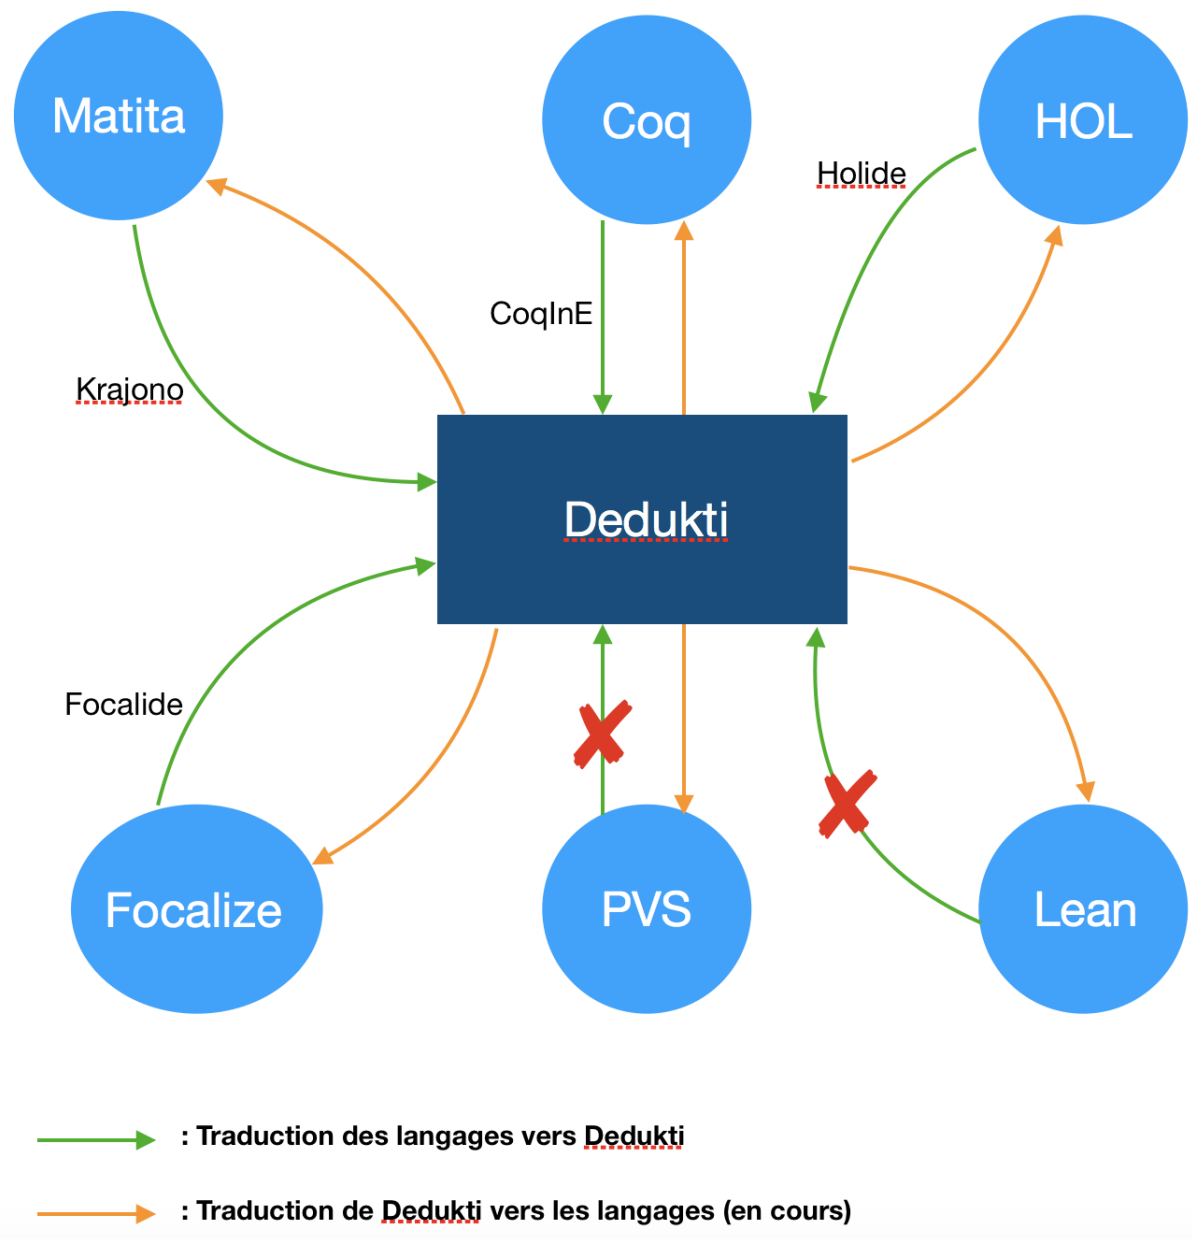 Matita
Coq
HOL
Holide
CoqInE
Krajono
Dedukti
Focalide
Focalize
PVS
Lean
: Traduction des langages vers Dedukti
: Traduction de Dedukti vers les langages (en cours)